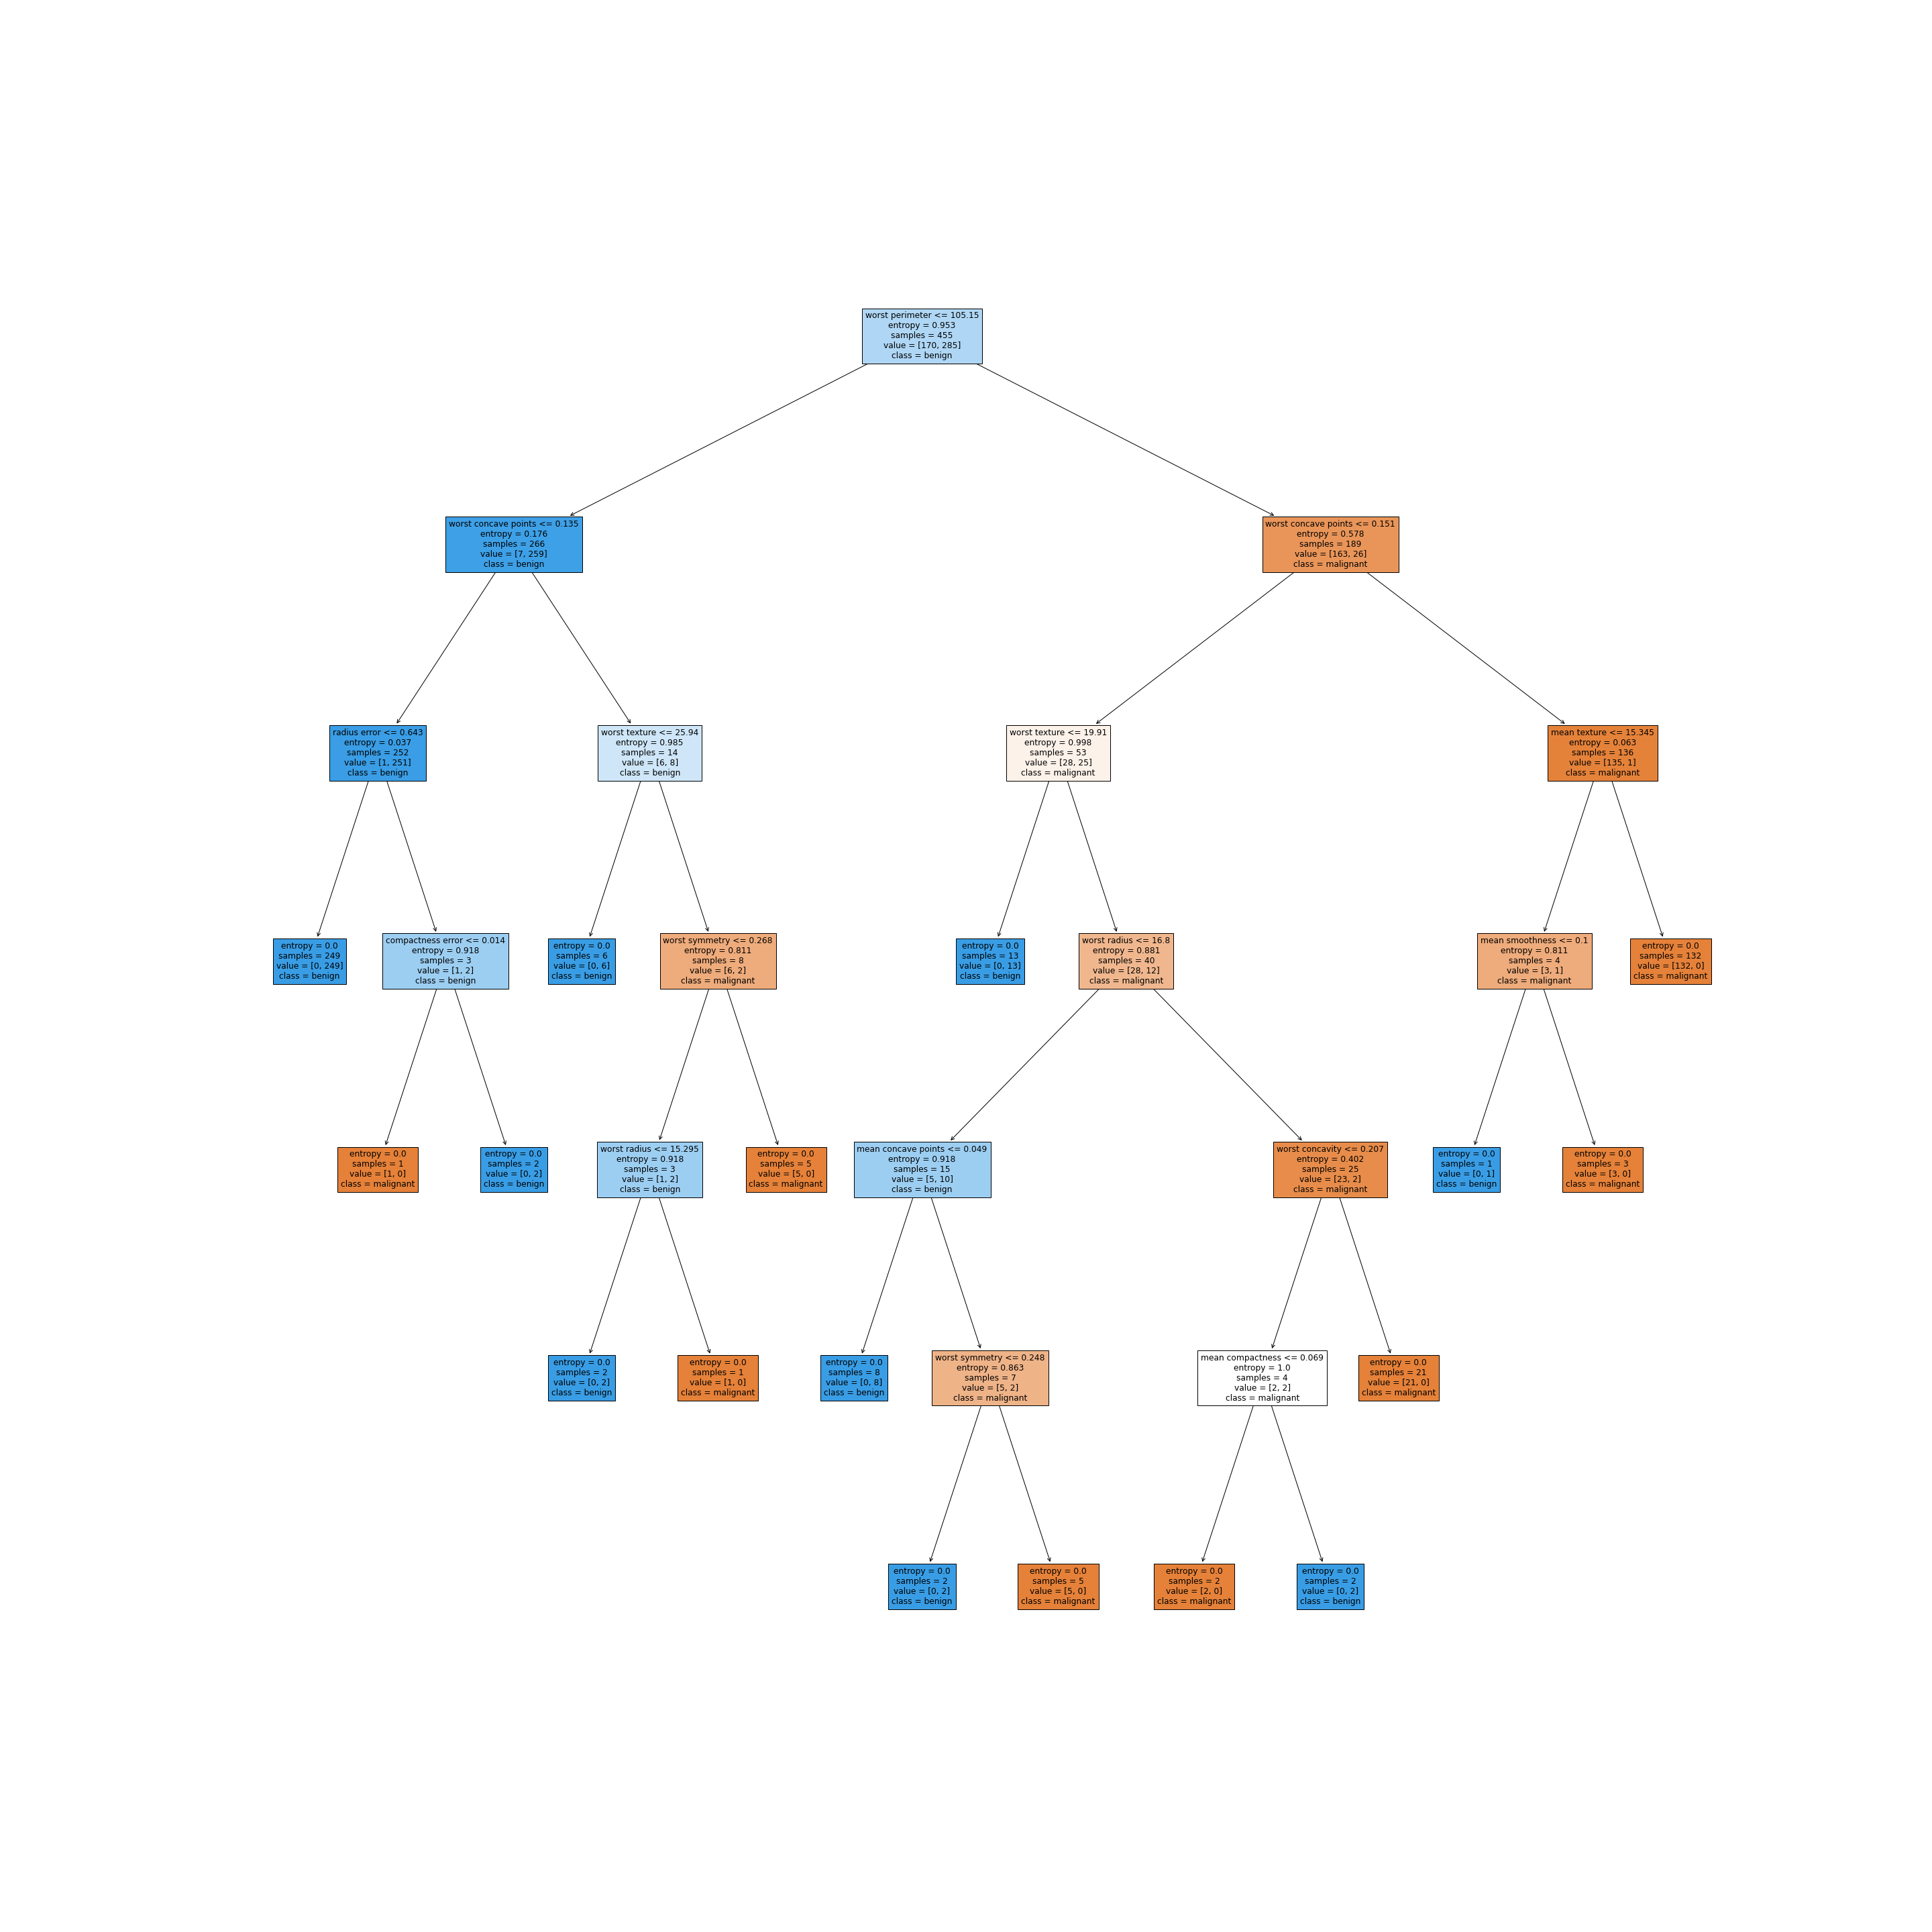 worst perimeter <= 105.15
entropy = 0.953
samples = 455
value = [170, 285]
class = benign
worst concave points <= 0.135
entropy = 0.176
samples = 266
value = [7, 259]
class = benign
worst concave points <= 0.151
entropy = 0.578
samples = 189
value = [163, 26]
class = malignant
radius error <= 0.643
entropy = 0.037
samples = 252
value = [1, 251]
class = benign
worst texture <= 25.94
entropy = 0.985
samples = 14
value = [6, 8]
class = benign
worst texture <= 19.91
entropy = 0.998
samples = 53
value = [28, 25]
class = malignant
mean texture <= 15.345
entropy = 0.063
samples = 136
value = [135, 1]
class = malignant
entropy = 0.0
samples = 249
value = [0, 249]
class = benign
compactness error <= 0.014
entropy = 0.918
samples = 3
value = [1, 2]
class = benign
entropy = 0.0
samples = 6
value = [0, 6]
class = benign
worst symmetry <= 0.268
entropy = 0.811
samples = 8
value = [6, 2]
class = malignant
entropy = 0.0
samples = 13
value = [0, 13]
class = benign
worst radius <= 16.8
entropy = 0.881
samples = 40
value = [28, 12]
class = malignant
mean smoothness <= 0.1
entropy = 0.811
samples = 4
value = [3, 1]
class = malignant
entropy = 0.0
samples = 132
value = [132, 0]
class = malignant
entropy = 0.0
samples = 1
value = [1, 0]
class = malignant
entropy = 0.0
samples = 2
value = [0, 2]
class = benign
worst radius <= 15.295
entropy = 0.918
samples = 3
value = [1, 2]
class = benign
entropy = 0.0
samples = 5
value = [5, 0]
class = malignant
mean concave points <= 0.049
entropy = 0.918
samples = 15
value = [5, 10]
class = benign
worst concavity <= 0.207
entropy = 0.402
samples = 25
value = [23, 2]
class = malignant
entropy = 0.0
samples = 1
value = [0, 1]
class = benign
entropy = 0.0
samples = 3
value = [3, 0]
class = malignant
entropy = 0.0
samples = 2
value = [0, 2]
class = benign
entropy = 0.0
samples = 1
value = [1, 0]
class = malignant
entropy = 0.0
samples = 8
value = [0, 8]
class = benign
worst symmetry <= 0.248
entropy = 0.863
samples = 7
value = [5, 2]
class = malignant
mean compactness <= 0.069
entropy = 1.0
samples = 4
value = [2, 2]
class = malignant
entropy = 0.0
samples = 21
value = [21, 0]
class = malignant
entropy = 0.0
samples = 2
value = [0, 2]
class = benign
entropy = 0.0
samples = 5
value = [5, 0]
class = malignant
entropy = 0.0
samples = 2
value = [2, 0]
class = malignant
entropy = 0.0
samples = 2
value = [0, 2]
class = benign